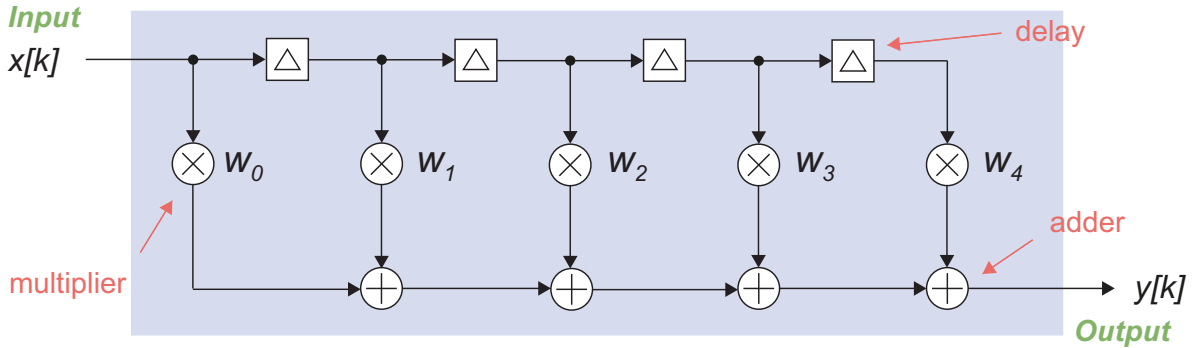 Input
x[k]
delay
w0
w1
w2
w3
w4
multiplier
adder
y[k]
Output